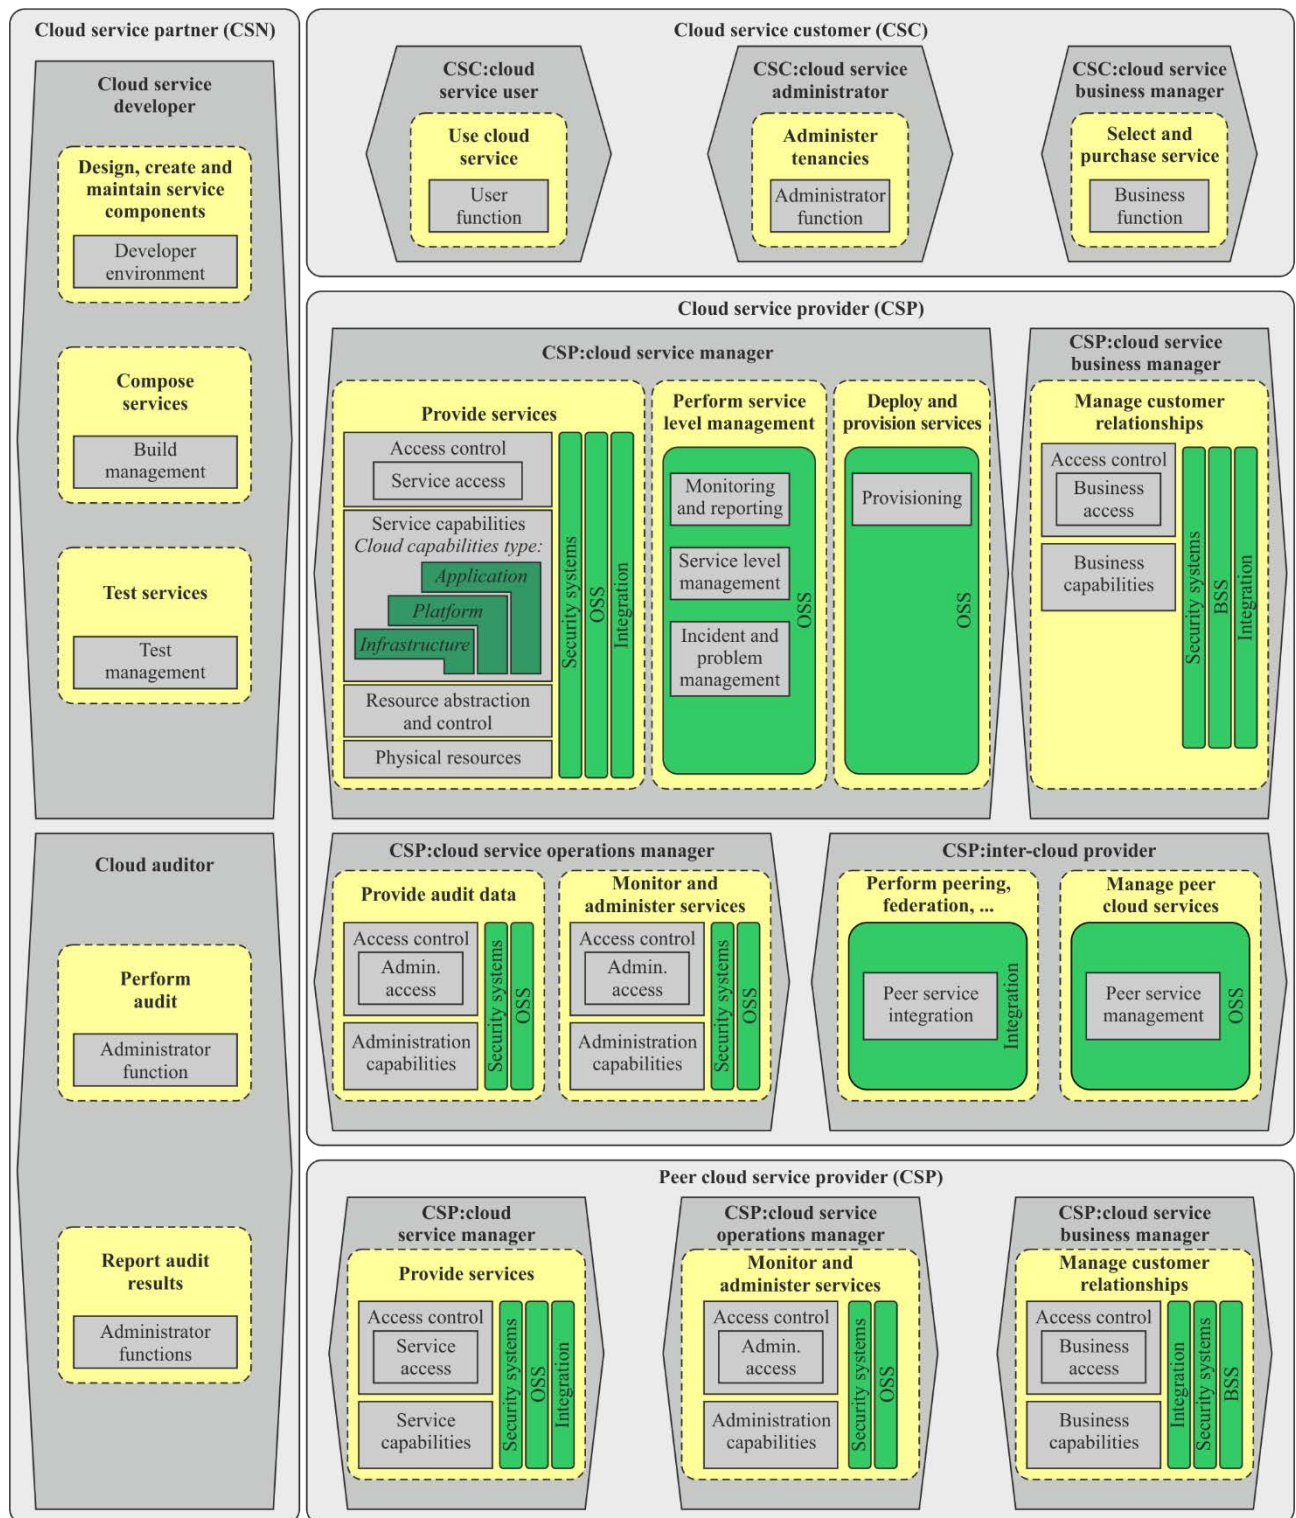 Cloud service partner (CSN)
Cloud service
developer
Design, create and
maintain service
components
Developer
environment
Compose
services
Build
management
Test services
Test
management
Cloud auditor
Perform
audit
Administrator
function
Report audit
results
Administrator
functions
Cloud service customer (CSC)
CSC:cloud
service user
Use cloud
service
User
function
CSC:cloud service
administrator
Administer
tenancies
Administrator
function
CSC:cloud service
business manager
Select and
purchase service
Business
function
Cloud service provider (CSP)
CSP:cloud service manager
Provide services
Access control
Service access
Service capabilities
Cloud capabilities type:
Application
Platform
Infrastructure
Resource abstraction
and control
Physical resources
Security systems
OSS
Integration
Perform service
level management
Monitoring
and reporting
Service level
management
Incident and
problem
management
OSS
Deploy and
provision services
Provisioning
OSS
CSP:cloud service
business manager
Manage customer
relationships
Access control
Business
access
Business
capabilities
Security systems
BSS
Integration
CSP:cloud service operations manager
Provide audit data
Access control
Admin.
access
Administration
capabilities
Security systems
OSS
Monitor and
administer services
Access control
Admin.
access
Administration
capabilities
Security systems
OSS
CSP:inter-cloud provider
Perform peering,
federation, ...
Peer service
integration
Integration
Manage peer
cloud services
Peer service
management
OSS
Peer cloud service provider (CSP)
CSP:cloud
service manager
Provide services
Access control
Service
access
Service
capabilities
Security systems
OSS
Integration
CSP:cloud service
operations manager
Monitor and
administer services
Access control
Admin.
access
Administration
capabilities
Security systems
OSS
CSP:cloud service
business manager
Manage customer
relationships
Access control
Business
access
Business
capabilities
Integration
Security systems
BSS